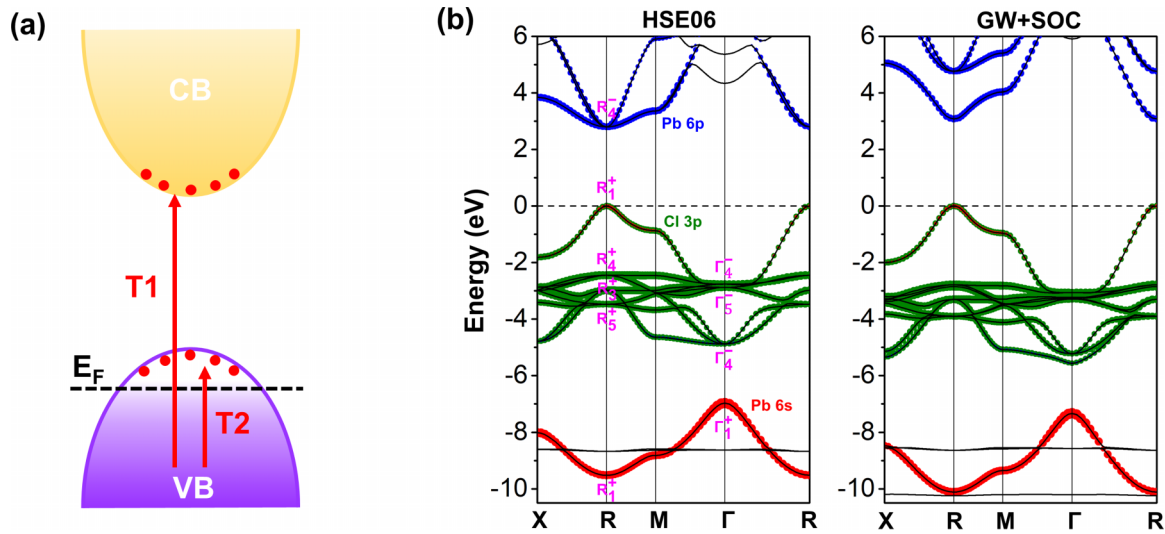 (a)
CB
T1
E_F
T2
VB
(b)
HSE06
GW+SOC
Energy (eV)
6
4
2
0
-2
-4
-6
-8
-10
R₄⁻
Pb 6p
R₁⁺
Cl 3p
R₄⁺
R₃⁺
R₅⁺
Γ₄⁻
Γ₅⁻
Γ₄⁻
Pb 6s
Γ₁⁺
R₁⁺
X R M Γ R
6
4
2
0
-2
-4
-6
-8
-10
X R M Γ R